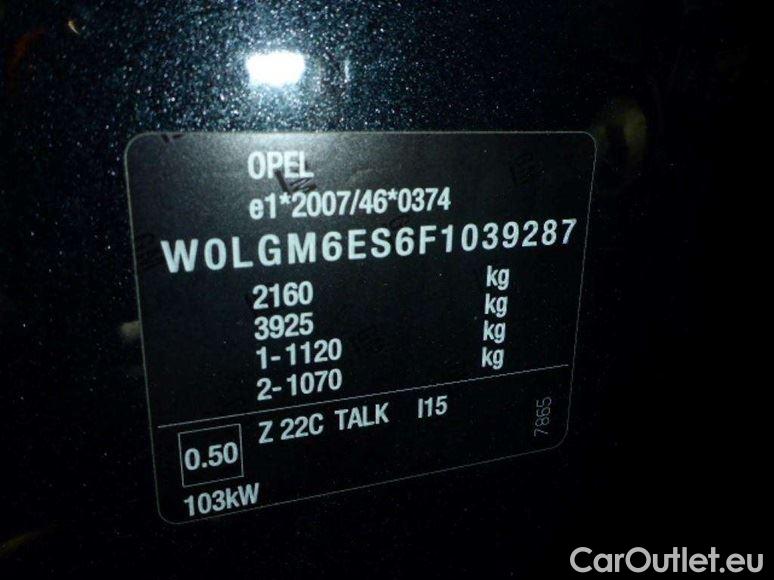 OPEL
e1*2007/46*0374
W0LGM6ES6F1039287
2160 kg
3925 kg
1-1120 kg
2-1070 kg
Z 22C TALK I15
7865
0.50
103kW
CarOutlet.eu